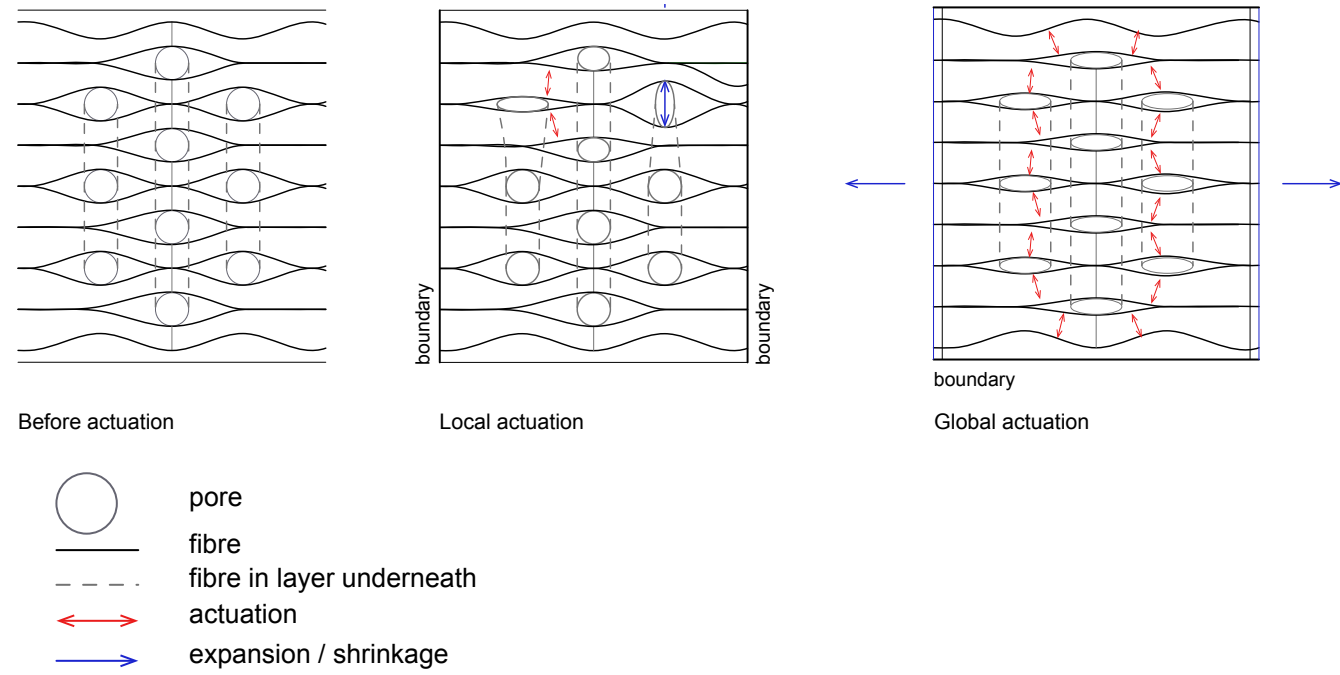 boundary
boundary
boundary
Before actuation
Local actuation
Global actuation
pore
fibre
fibre in layer underneath
actuation
expansion / shrinkage